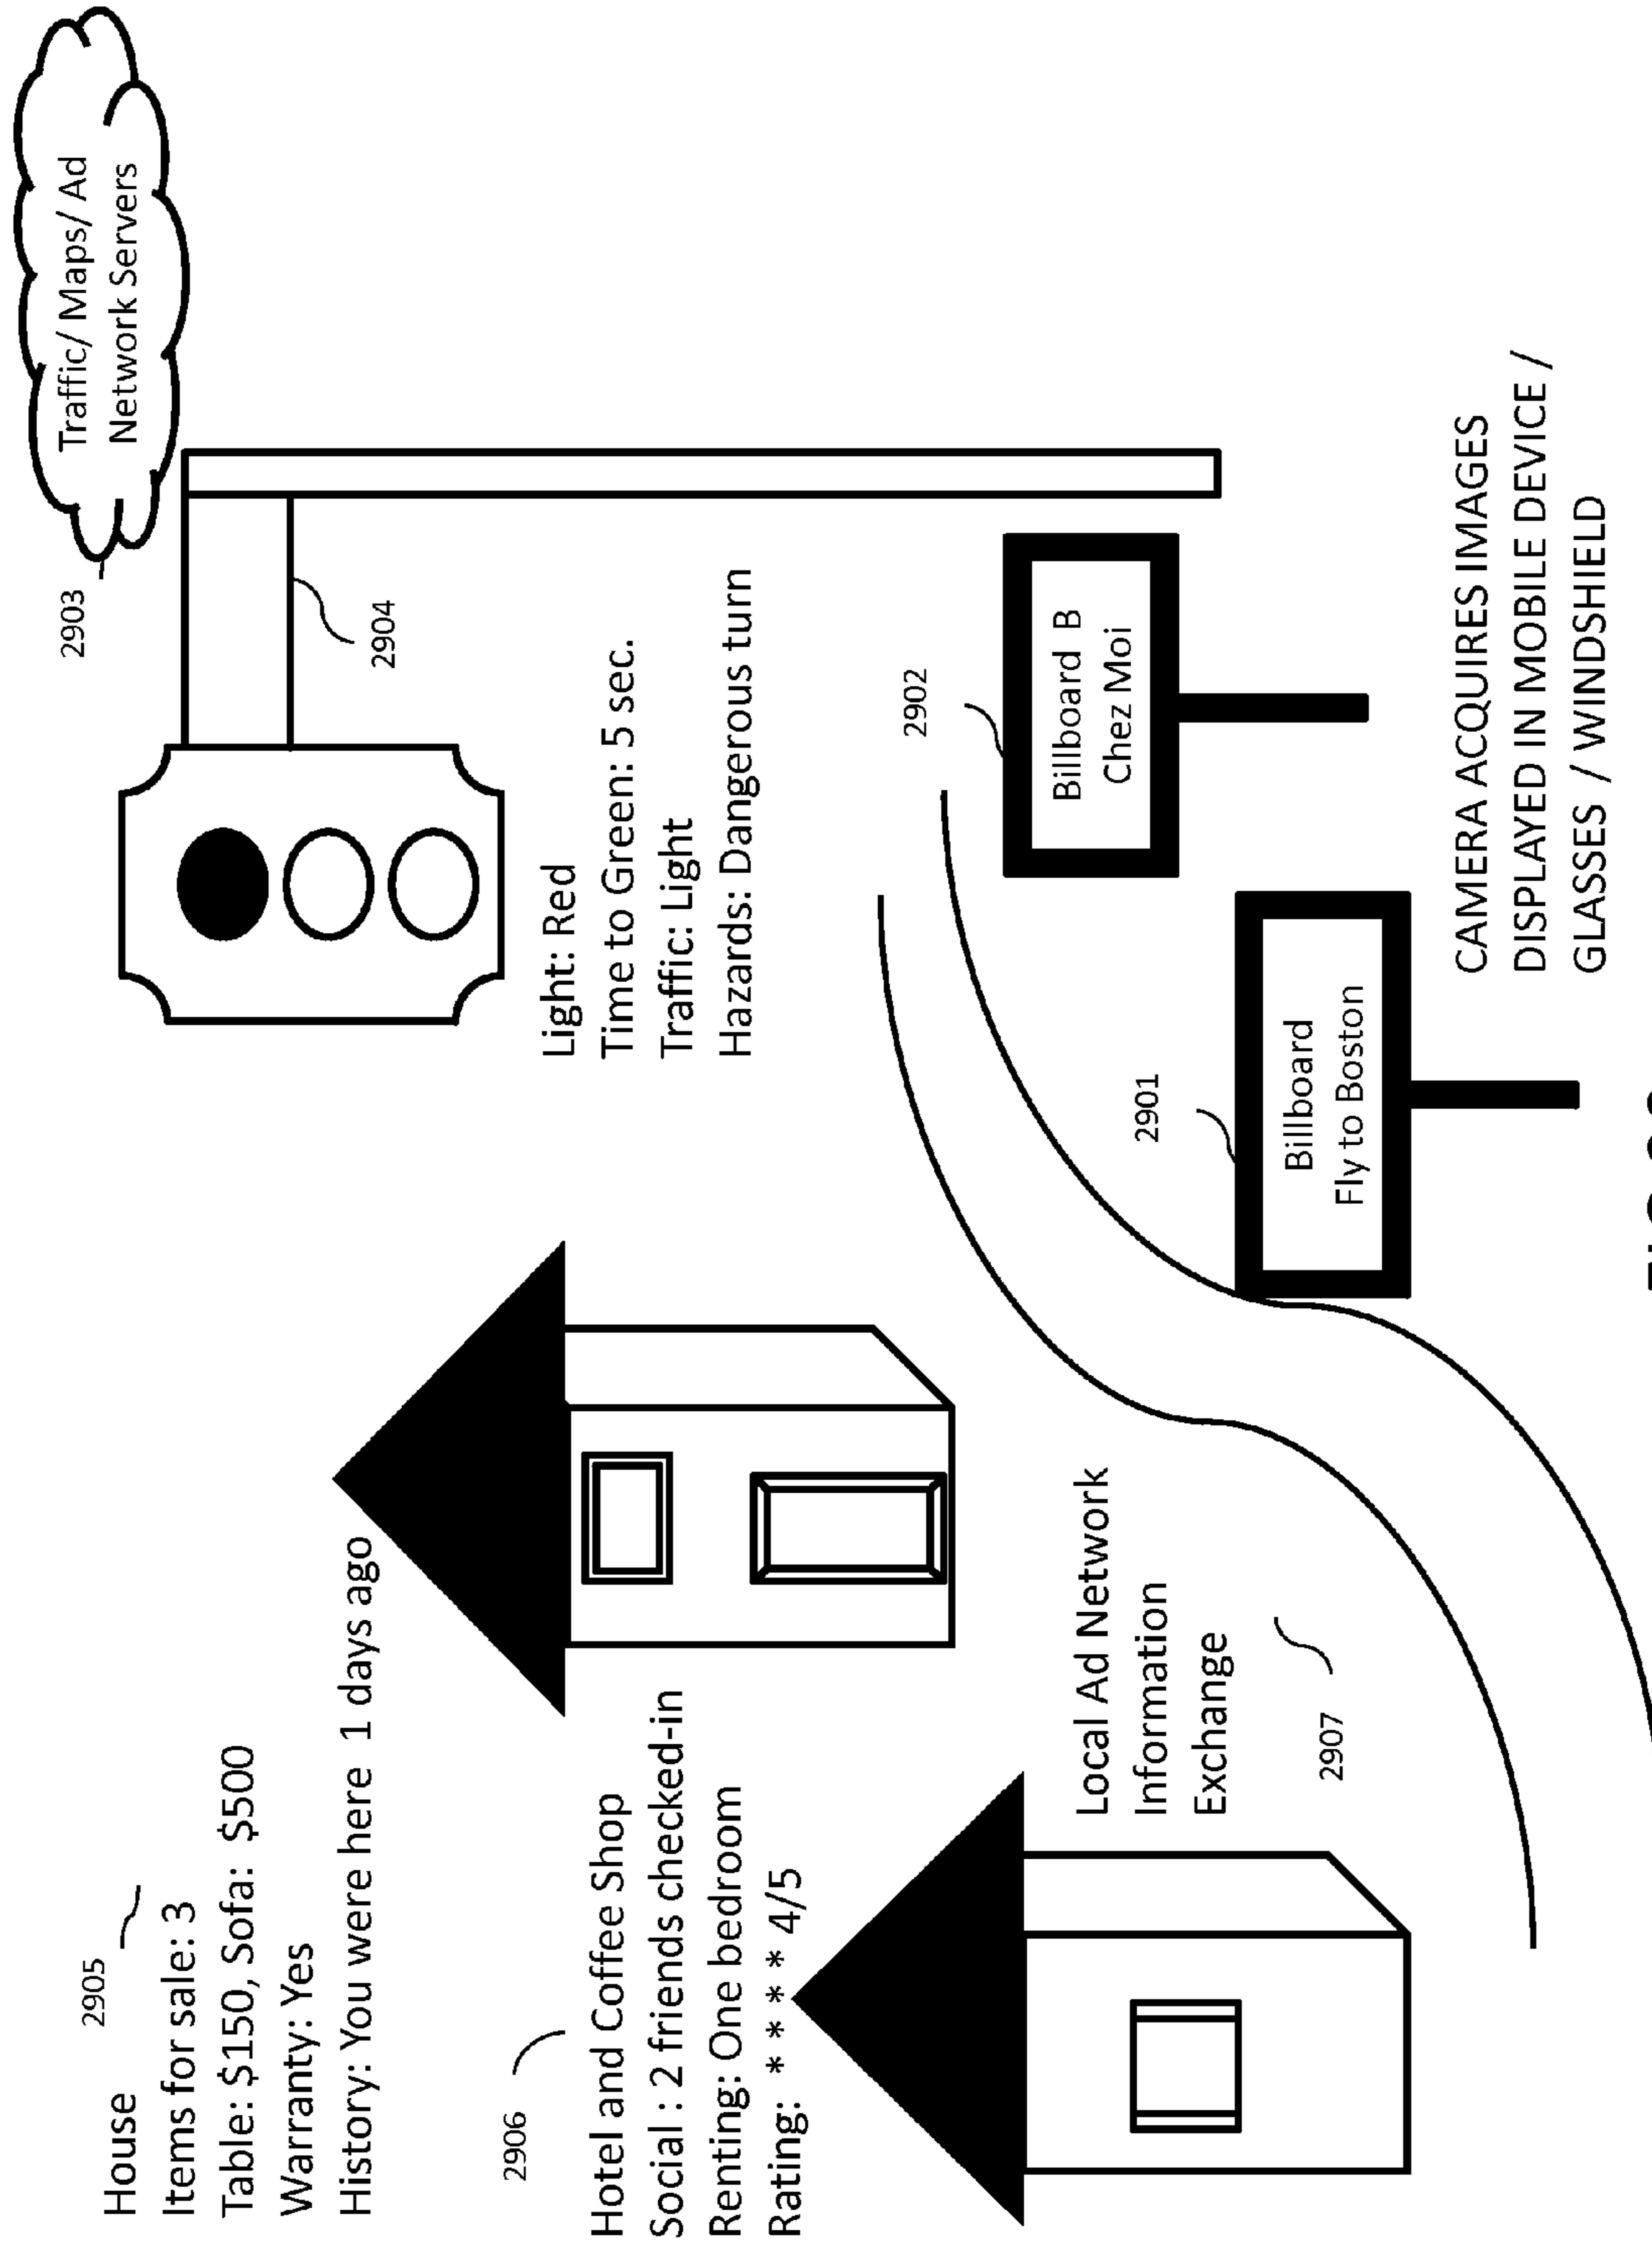 2905
House
Items for sale: 3
Table: $150, Sofa: $500
Warranty: Yes
History: You were here 1 days ago
2906
Hotel and Coffee Shop
Social : 2 friends checked-in
Renting: One bedroom
Rating: * * * * 4/5
Local Ad Network
Information
Exchange
2907
Traffic/ Maps/ Ad
Network Servers
2903
2904
Light: Red
Time to Green: 5 sec.
Traffic: Light
Hazards: Dangerous turn
2902
Billboard B
Chez Moi
2901
Billboard
Fly to Boston
CAMERA ACQUIRES IMAGES
DISPLAYED IN MOBILE DEVICE /
GLASSES / WINDSHIELD